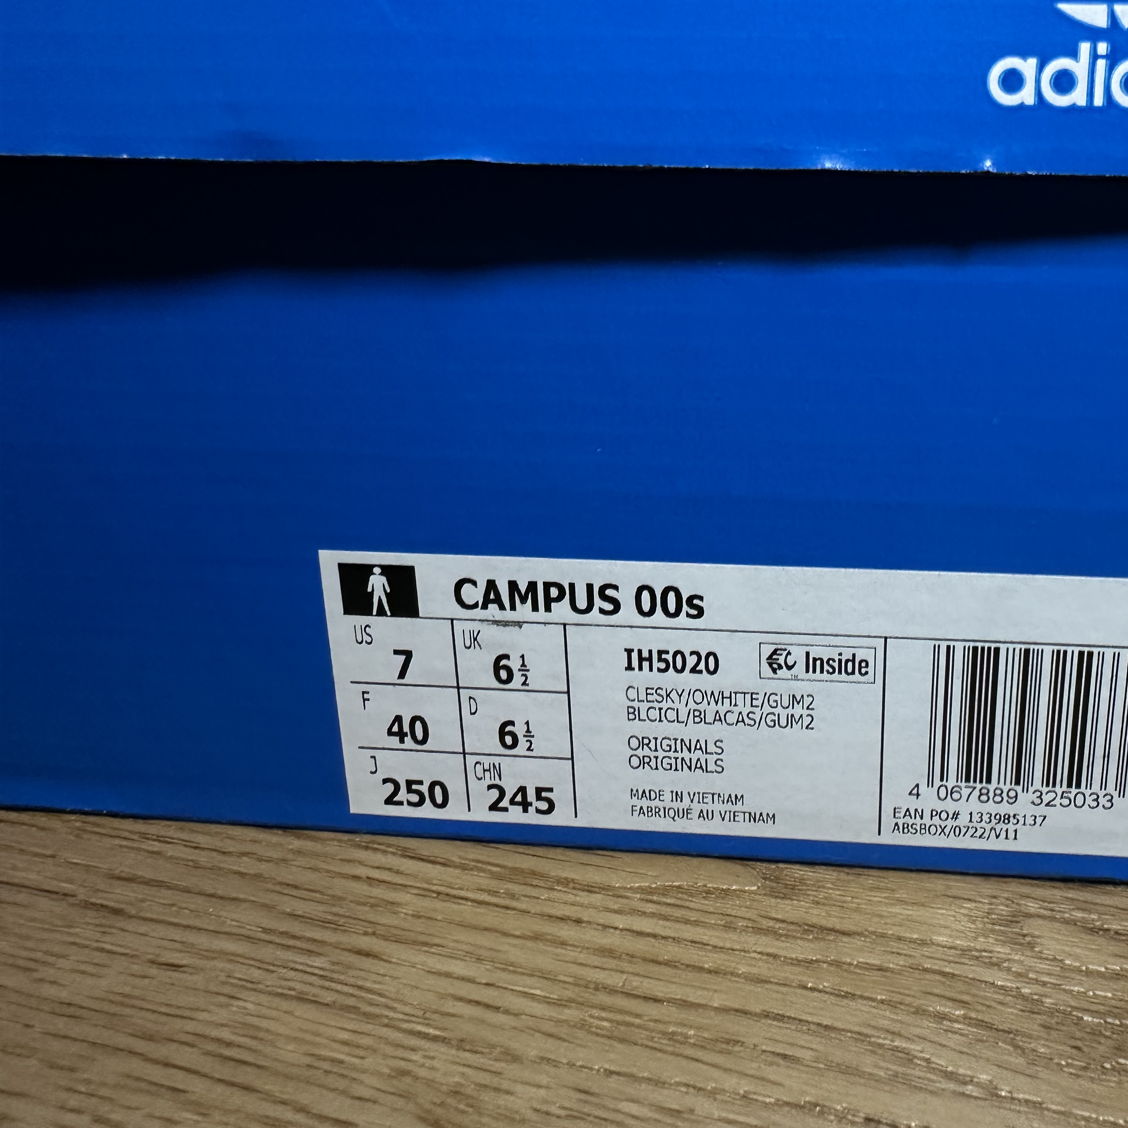 adid
CAMPUS 00s
US 7 UK 6½
F 40 D 6½
J 250 CHN 245
IH5020
Inside
CLESKY/OWHITE/GUM2
BLCICL/BLACAS/GUM2
ORIGINALS
ORIGINALS
MADE IN VIETNAM
FABRIQUÉ AU VIETNAM
4 067889 325033
EAN PO# 133985137
ABSBOX/0722/V11